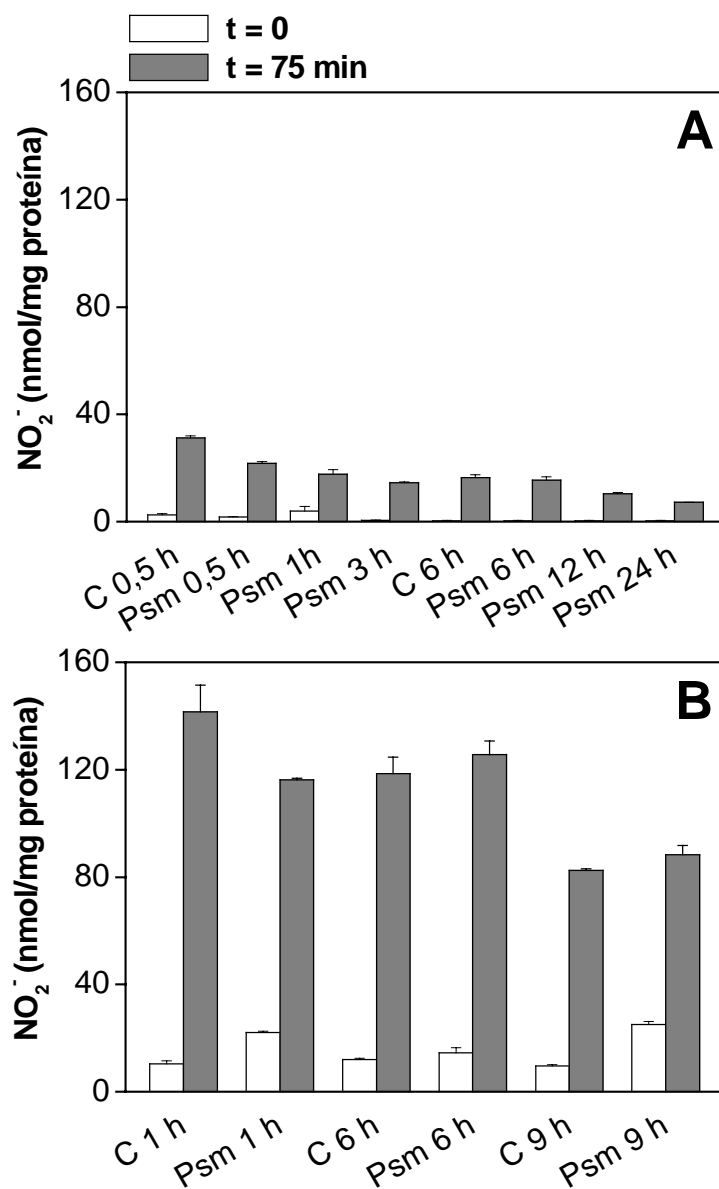 t = 0
t = 75 min
A
NO₂⁻ (nmol/mg proteína)
160
120
80
40
0
C 0,5 h
Psm 0,5 h
Psm 1h
Psm 3 h
C 6 h
Psm 6 h
Psm 12 h
Psm 24 h
B
NO₂⁻ (nmol/mg proteína)
160
120
80
40
0
C 1 h
Psm 1 h
C 6 h
Psm 6 h
C 9 h
Psm 9 h